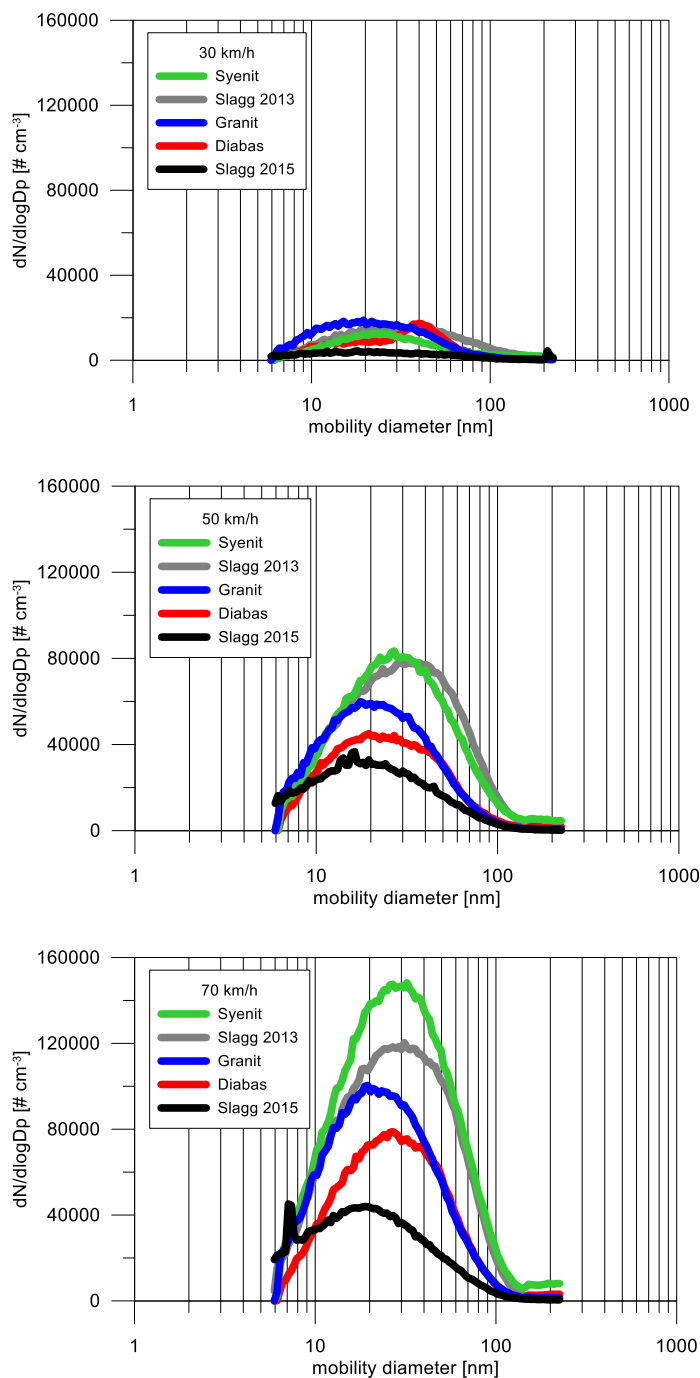 160000
120000
80000
40000
0
dN/dlogDp [# cm-3]
30 km/h
Syenit
Slagg 2013
Granit
Diabas
Slagg 2015
1 10 100 1000
mobility diameter [nm]
160000
120000
80000
40000
0
dN/dlogDp [# cm-3]
50 km/h
Syenit
Slagg 2013
Granit
Diabas
Slagg 2015
1 10 100 1000
mobility diameter [nm]
160000
120000
80000
40000
0
dN/dlogDp [# cm-3]
70 km/h
Syenit
Slagg 2013
Granit
Diabas
Slagg 2015
1 10 100 1000
mobility diameter [nm]